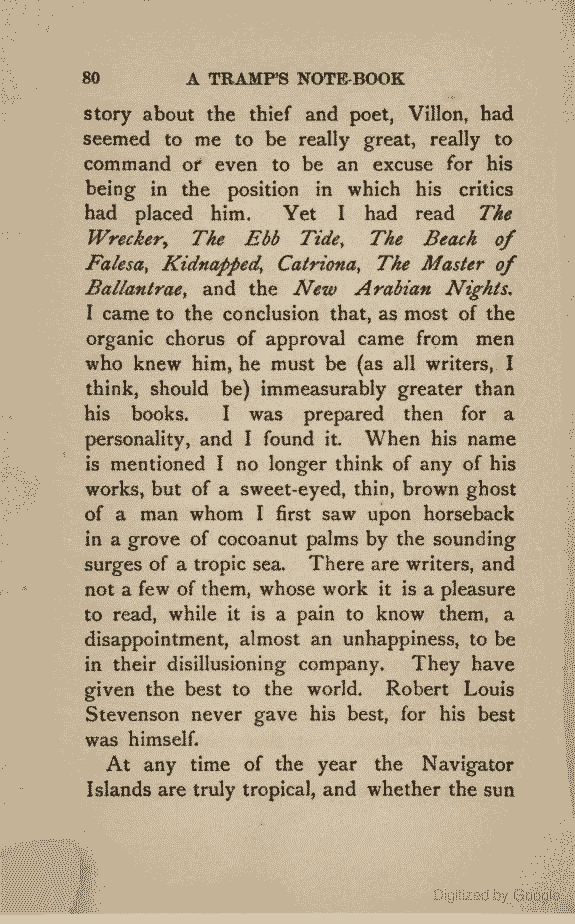 80 A TRAMP'S NOTE-BOOK
story about the thief and poet, Villon, had
seemed to me to be really great, really to
command or even to be an excuse for his
being in the position in which his critics
had placed him. Yet I had read The
Wrecker, The Ebb Tide, The Beach of
Falesa, Kidnapped, Catriona, The Master of
Ballantrae, and the New Arabian Nights.
I came to the conclusion that, as most of the
organic chorus of approval came from men
who knew him, he must be (as all writers, I
think, should be) immeasurably greater than
his books. I was prepared then for a
personality, and I found it. When his name
is mentioned I no longer think of any of his
works, but of a sweet-eyed, thin, brown ghost
of a man whom I first saw upon horseback
in a grove of cocoanut palms by the sounding
surges of a tropic sea. There are writers, and
not a few of them, whose work it is a pleasure
to read, while it is a pain to know them, a
disappointment, almost an unhappiness, to be
in their disillusioning company. They have
given the best to the world. Robert Louis
Stevenson never gave his best, for his best
was himself.
At any time of the year the Navigator
Islands are truly tropical, and whether the sun
Digitized by Google